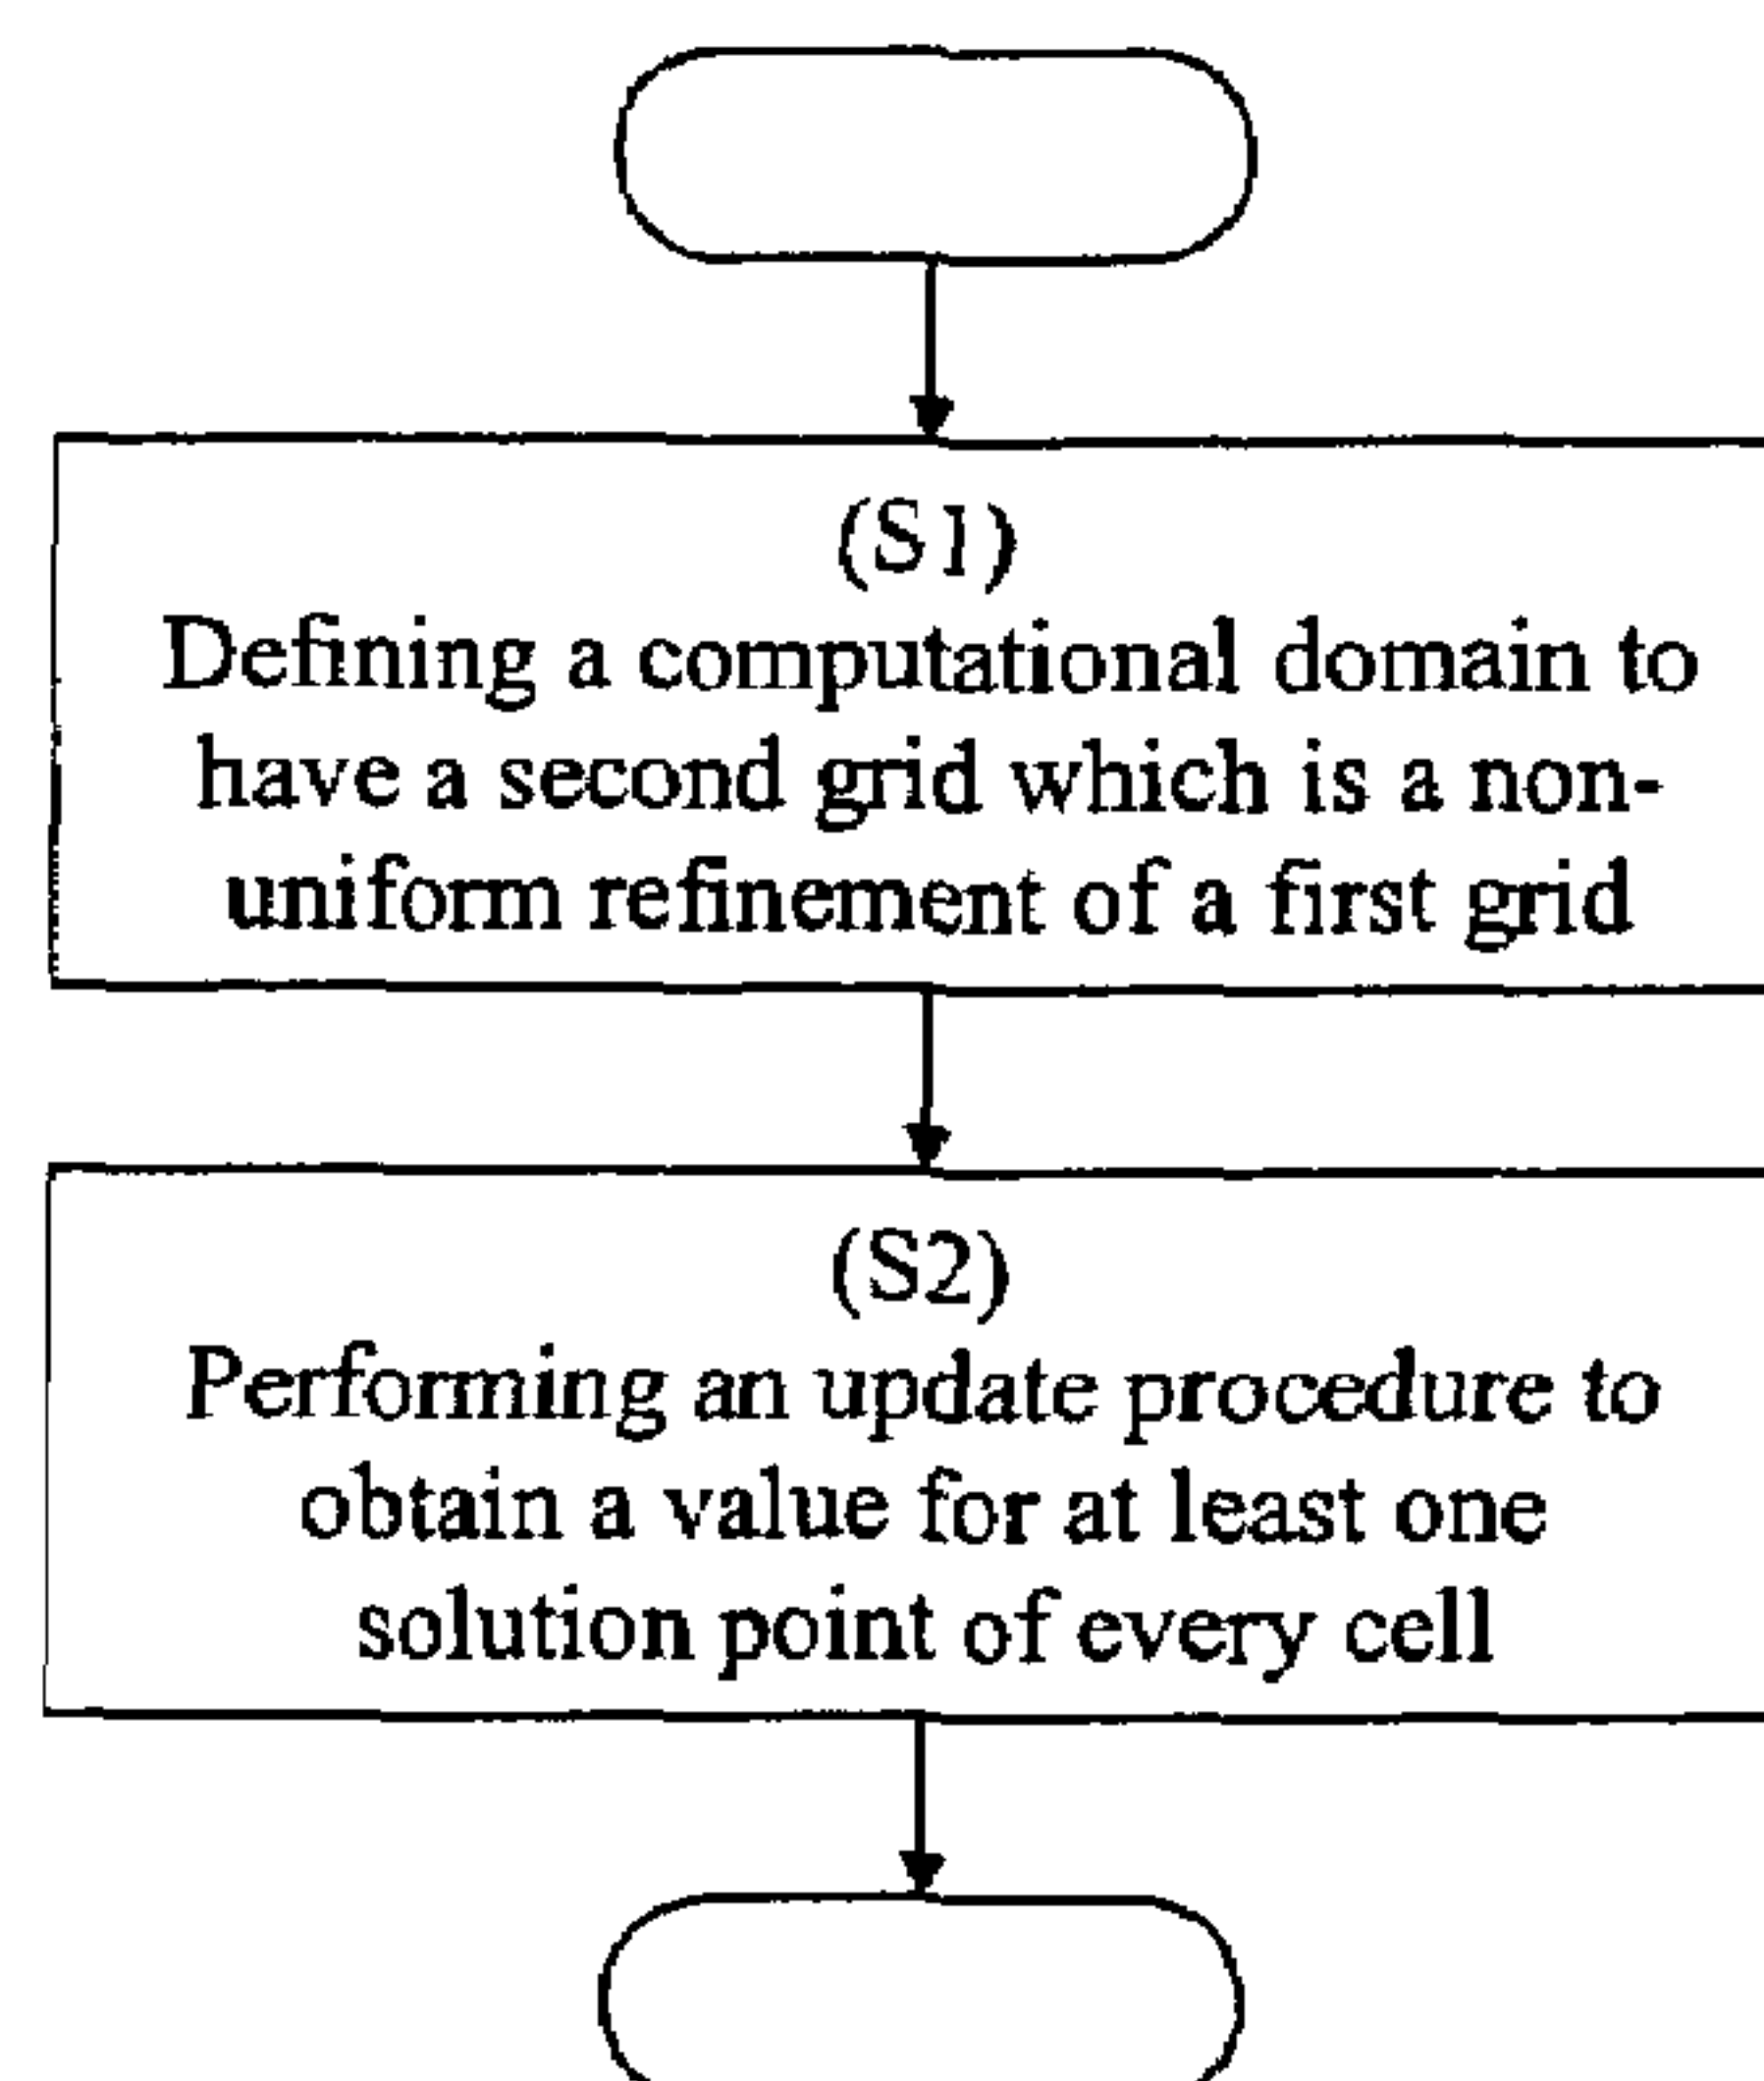 (S1)
Defining a computational domain to
have a second grid which is a non-
uniform refinement of a first grid
(S2)
Performing an update procedure to
obtain a value for at least one
solution point of every cell